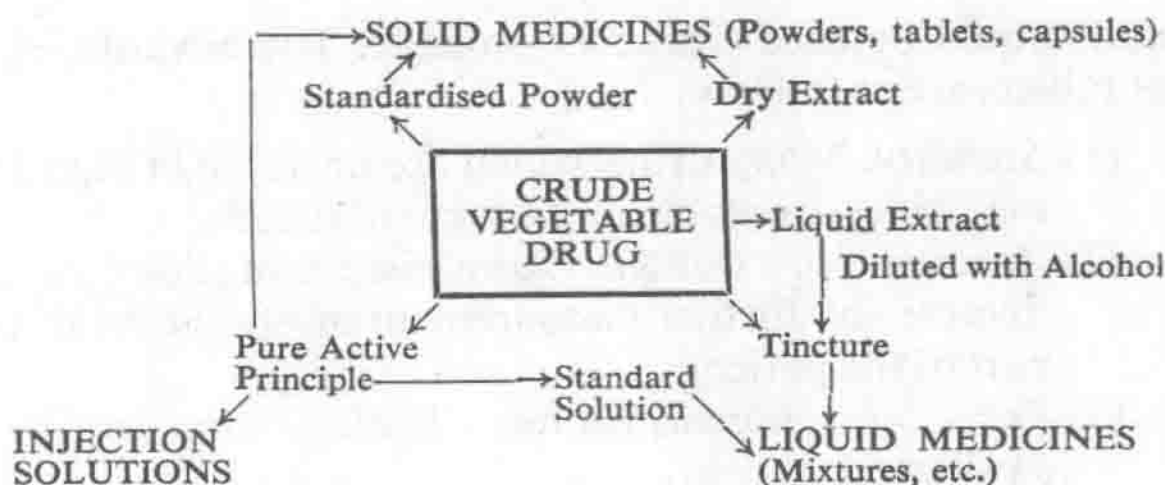 SOLID MEDICINES (Powders, tablets, capsules)
Standardised Powder
Dry Extract
CRUDE
VEGETABLE
DRUG
Liquid Extract
Diluted with Alcohol
Pure Active
Principle
Tincture
Standard
Solution
INJECTION
SOLUTIONS
LIQUID MEDICINES
(Mixtures, etc.)